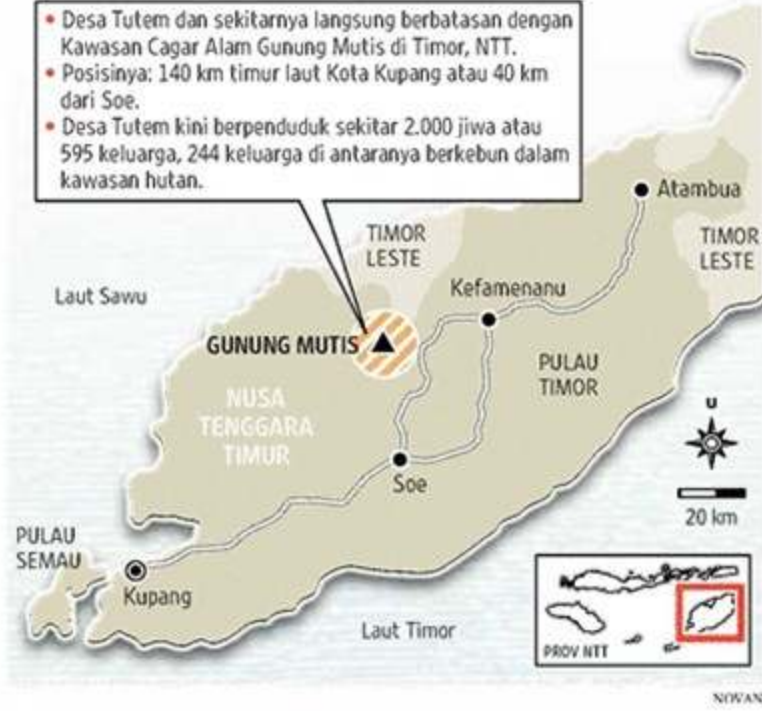 • Desa Tutem dan sekitarnya langsung berbatasan dengan
Kawasan Cagar Alam Gunung Mutis di Timor, NTT.
• Posisinya: 140 km timur laut Kota Kupang atau 40 km
dari Soe.
• Desa Tutem kini berpenduduk sekitar 2.000 jiwa atau
595 keluarga, 244 keluarga di antaranya berkebun dalam
kawasan hutan.
Atambua
TIMOR
LESTE
TIMOR
LESTE
Laut Sawu
Kefamenanu
GUNUNG MUTIS
PULAU
TIMOR
NUSA
TENGGARA
TIMUR
U
Soe
20 km
PULAU
SEMAU
Kupang
Laut Timor
PROV NTT
NOVAN